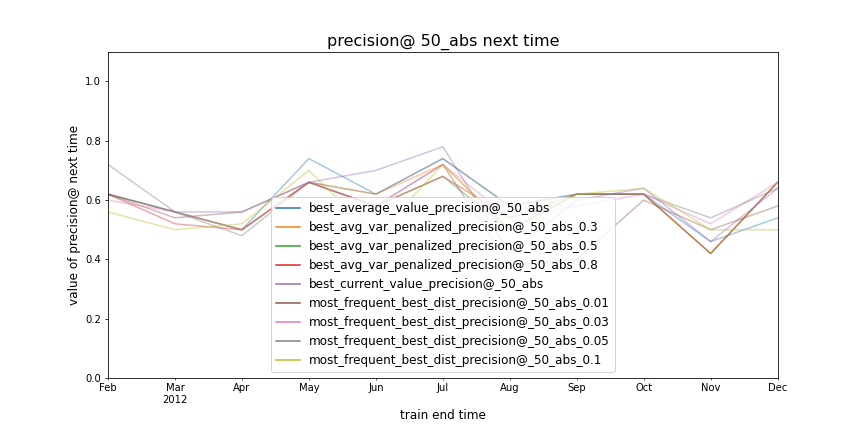 precision@ 50_abs next time
value of precision@ next time
1.0
0.8
0.6
0.4
0.2
0.0
best_average_value_precision@_50_abs
best_avg_var_penalized_precision@_50_abs_0.3
best_avg_var_penalized_precision@_50_abs_0.5
best_avg_var_penalized_precision@_50_abs_0.8
best_current_value_precision@_50_abs
most_frequent_best_dist_precision@_50_abs_0.01
most_frequent_best_dist_precision@_50_abs_0.03
most_frequent_best_dist_precision@_50_abs_0.05
most_frequent_best_dist_precision@_50_abs_0.1
Feb Mar Apr May Jun Jul Aug Sep Oct Nov Dec
2012
train end time